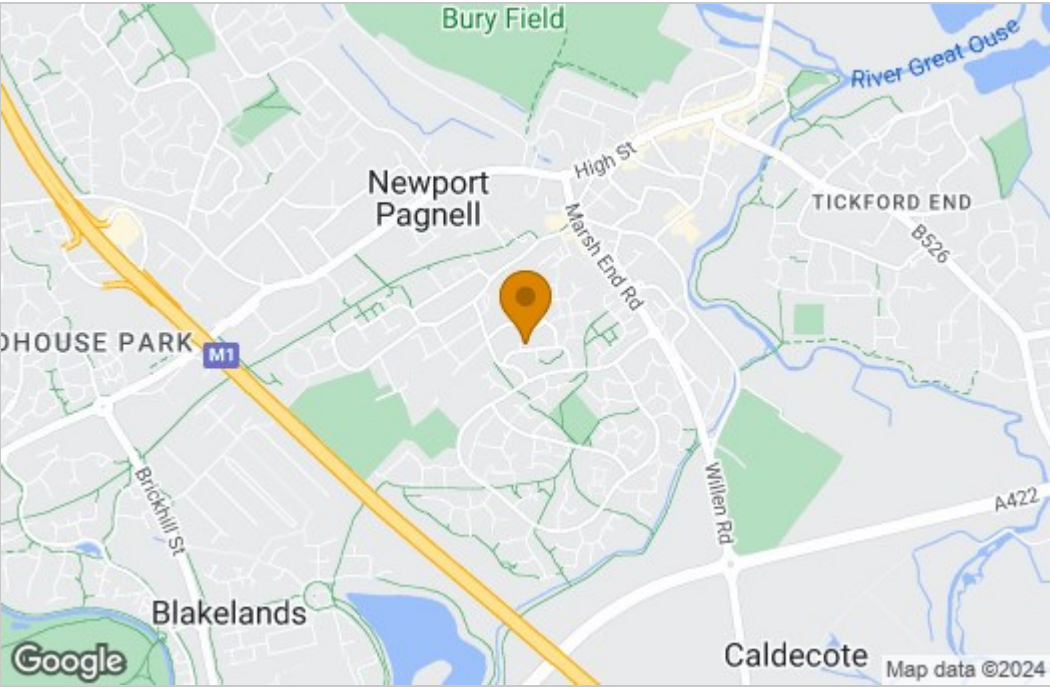 Bury Field
River Great Ouse
High St
Newport
Pagnell
TICKFORD END
Marsh End Rd
B526
DHOUSE PARK
M1
Brickhill St
Willen Rd
A422
Blakelands
Caldecote
Google
Map data ©2024